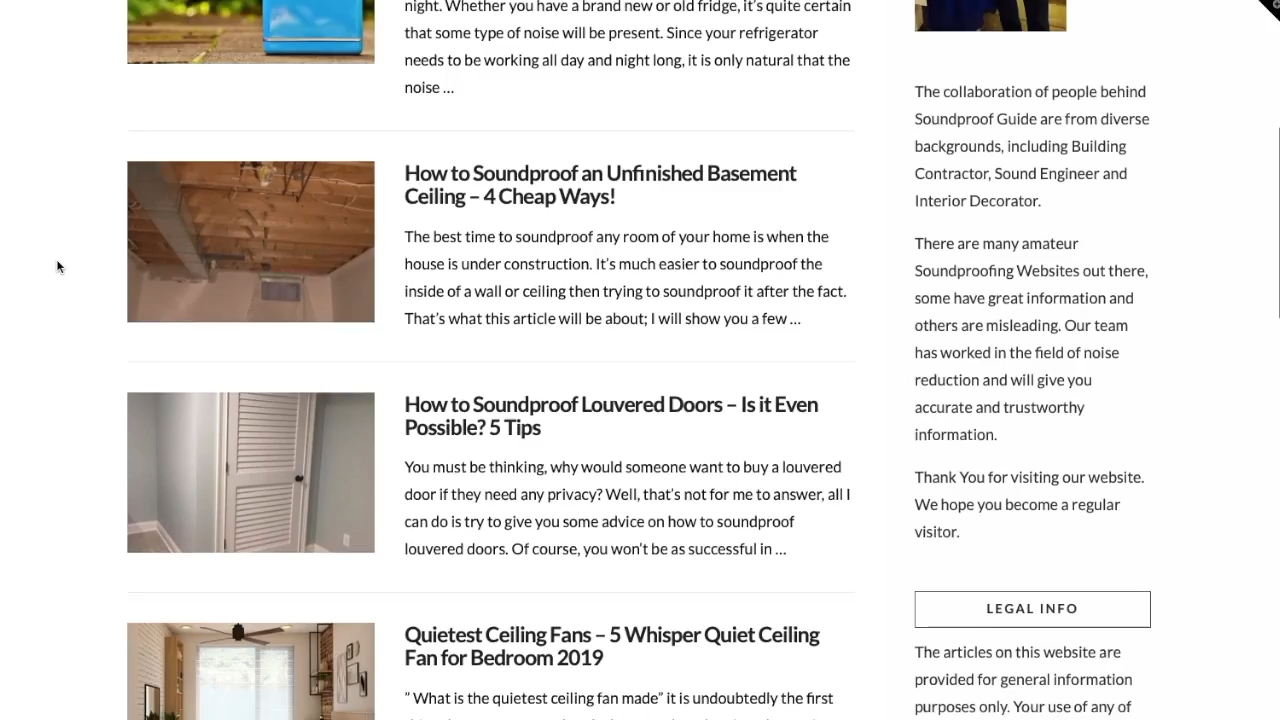 night. Whether you have a brand new or old fridge, it’s quite certain
that some type of noise will be present. Since your refrigerator
needs to be working all day and night long, it is only natural that the
noise …
How to Soundproof an Unfinished Basement
Ceiling – 4 Cheap Ways!
The best time to soundproof any room of your home is when the
house is under construction. It’s much easier to soundproof the
inside of a wall or ceiling then trying to soundproof it after the fact.
That’s what this article will be about; I will show you a few …
How to Soundproof Louvered Doors – Is it Even
Possible? 5 Tips
You must be thinking, why would someone want to buy a louvered
door if they need any privacy? Well, that’s not for me to answer, all I
can do is try to give you some advice on how to soundproof
louvered doors. Of course, you won’t be as successful in …
Quietest Ceiling Fans – 5 Whisper Quiet Ceiling
Fan for Bedroom 2019
” What is the quietest ceiling fan made” it is undoubtedly the first
The collaboration of people behind
Soundproof Guide are from diverse
backgrounds, including Building
Contractor, Sound Engineer and
Interior Decorator.
There are many amateur
Soundproofing Websites out there,
some have great information and
others are misleading. Our team
has worked in the field of noise
reduction and will give you
accurate and trustworthy
information.
Thank You for visiting our website.
We hope you become a regular
visitor.
LEGAL INFO
The articles on this website are
provided for general information
purposes only. Your use of any of